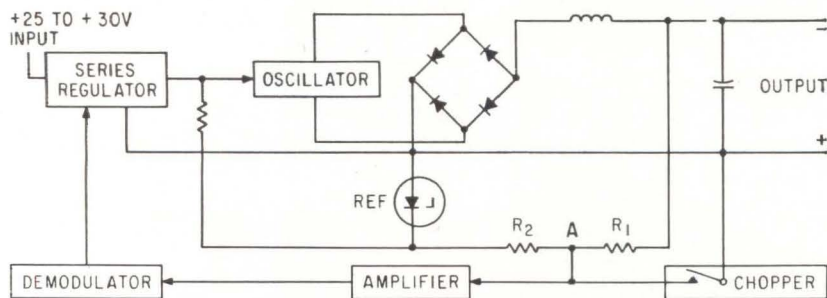 +25 TO +30V
INPUT
SERIES
REGULATOR
OSCILLATOR
OUTPUT
−
+
REF
R2
A
R1
DEMODULATOR
AMPLIFIER
CHOPPER